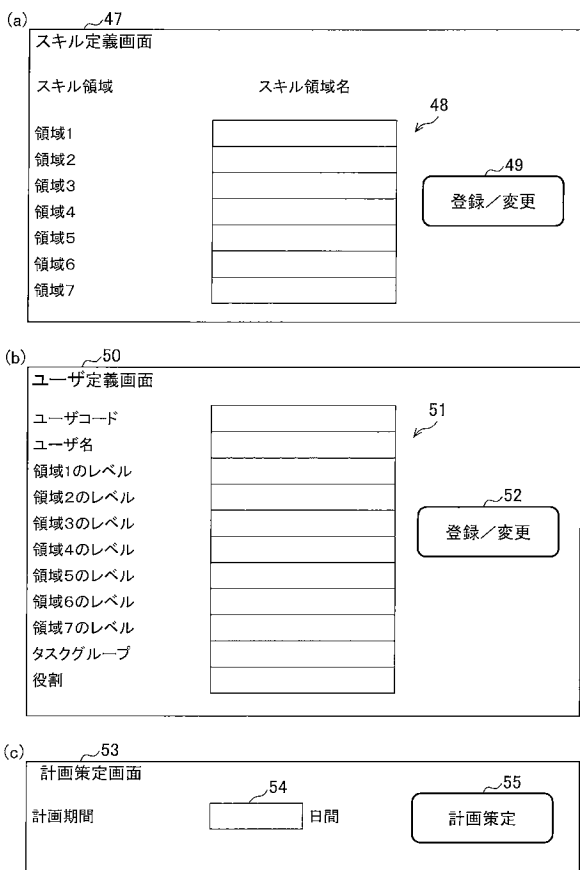 (a)
47
スキル定義画面
スキル領域 スキル領域名
48
領域1
領域2
領域3
領域4
領域5
領域6
領域7
49
登録／変更
(b)
50
ユーザ定義画面
51
ユーザコード
ユーザ名
領域1のレベル
領域2のレベル
領域3のレベル
領域4のレベル
領域5のレベル
領域6のレベル
領域7のレベル
タスクグループ
役割
52
登録／変更
(c)
53
計画策定画面
54
55
計画期間 日間 計画策定